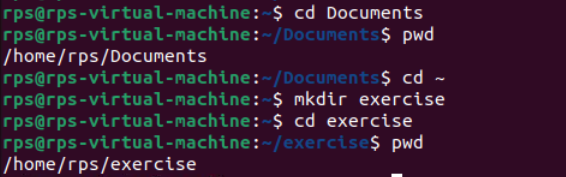 rps@rps-virtual-machine:~$ cd Documents
rps@rps-virtual-machine:~/Documents$ pwd
/home/rps/Documents
rps@rps-virtual-machine:~/Documents$ cd ~
rps@rps-virtual-machine:~$ mkdir exercise
rps@rps-virtual-machine:~$ cd exercise
rps@rps-virtual-machine:~/exercise$ pwd
/home/rps/exercise